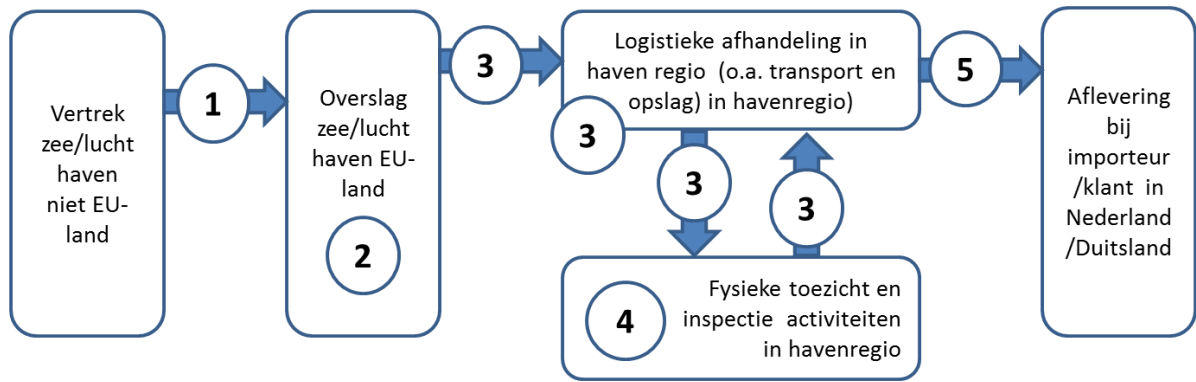 Vertrek
zee/lucht
haven
niet EU-
land
1
Overslag
zee/lucht
haven EU-
land
2
3
Logistieke afhandeling in
haven regio (o.a. transport en
opslag) in havenregio)
3
3
3
4
Fysieke toezicht en
inspectie activiteiten
in havenregio
5
Aflevering
bij
importeur
/klant in
Nederland
/Duitsland